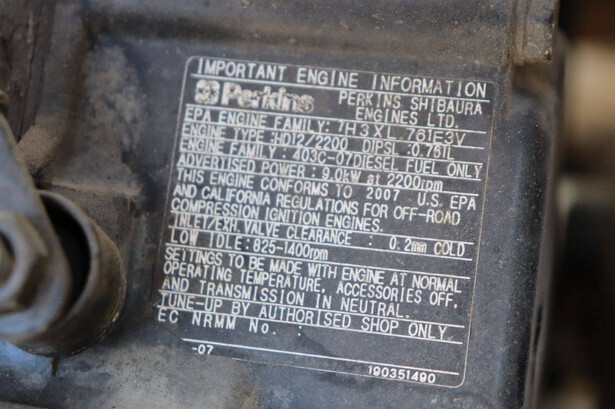 IMPORTANT ENGINE INFORMATION
Perkins PERKINS SHIBAURA
ENGINES LTD.
EPA ENGINE FAMILY: 7H3XL.761E3V
ENGINE TYPE:HD12/2200 DIPSL:0.761L
ENGINE FAMILY: 403C-07DIESEL FUEL ONLY
ADVERTISED POWER: 9.0kW at 2200rpm
THIS ENGINE CONFORMS TO 2007 U.S. EPA
AND CALIFORNIA REGULATIONS FOR OFF-ROAD
COMPRESSION IGNITION ENGINES.
INLET/EXH. VALVE CLEARANCE : 0.2mm COLD
LOW IDLE:825-1400rpm
SETTINGS TO BE MADE WITH ENGINE AT NORMAL
OPERATING TEMPERATURE, ACCESSORIES OFF,
AND TRANSMISSION IN NEUTRAL.
TUNE-UP BY AUTHORISED SHOP ONLY.
EC NRMM No :
-07
190351490